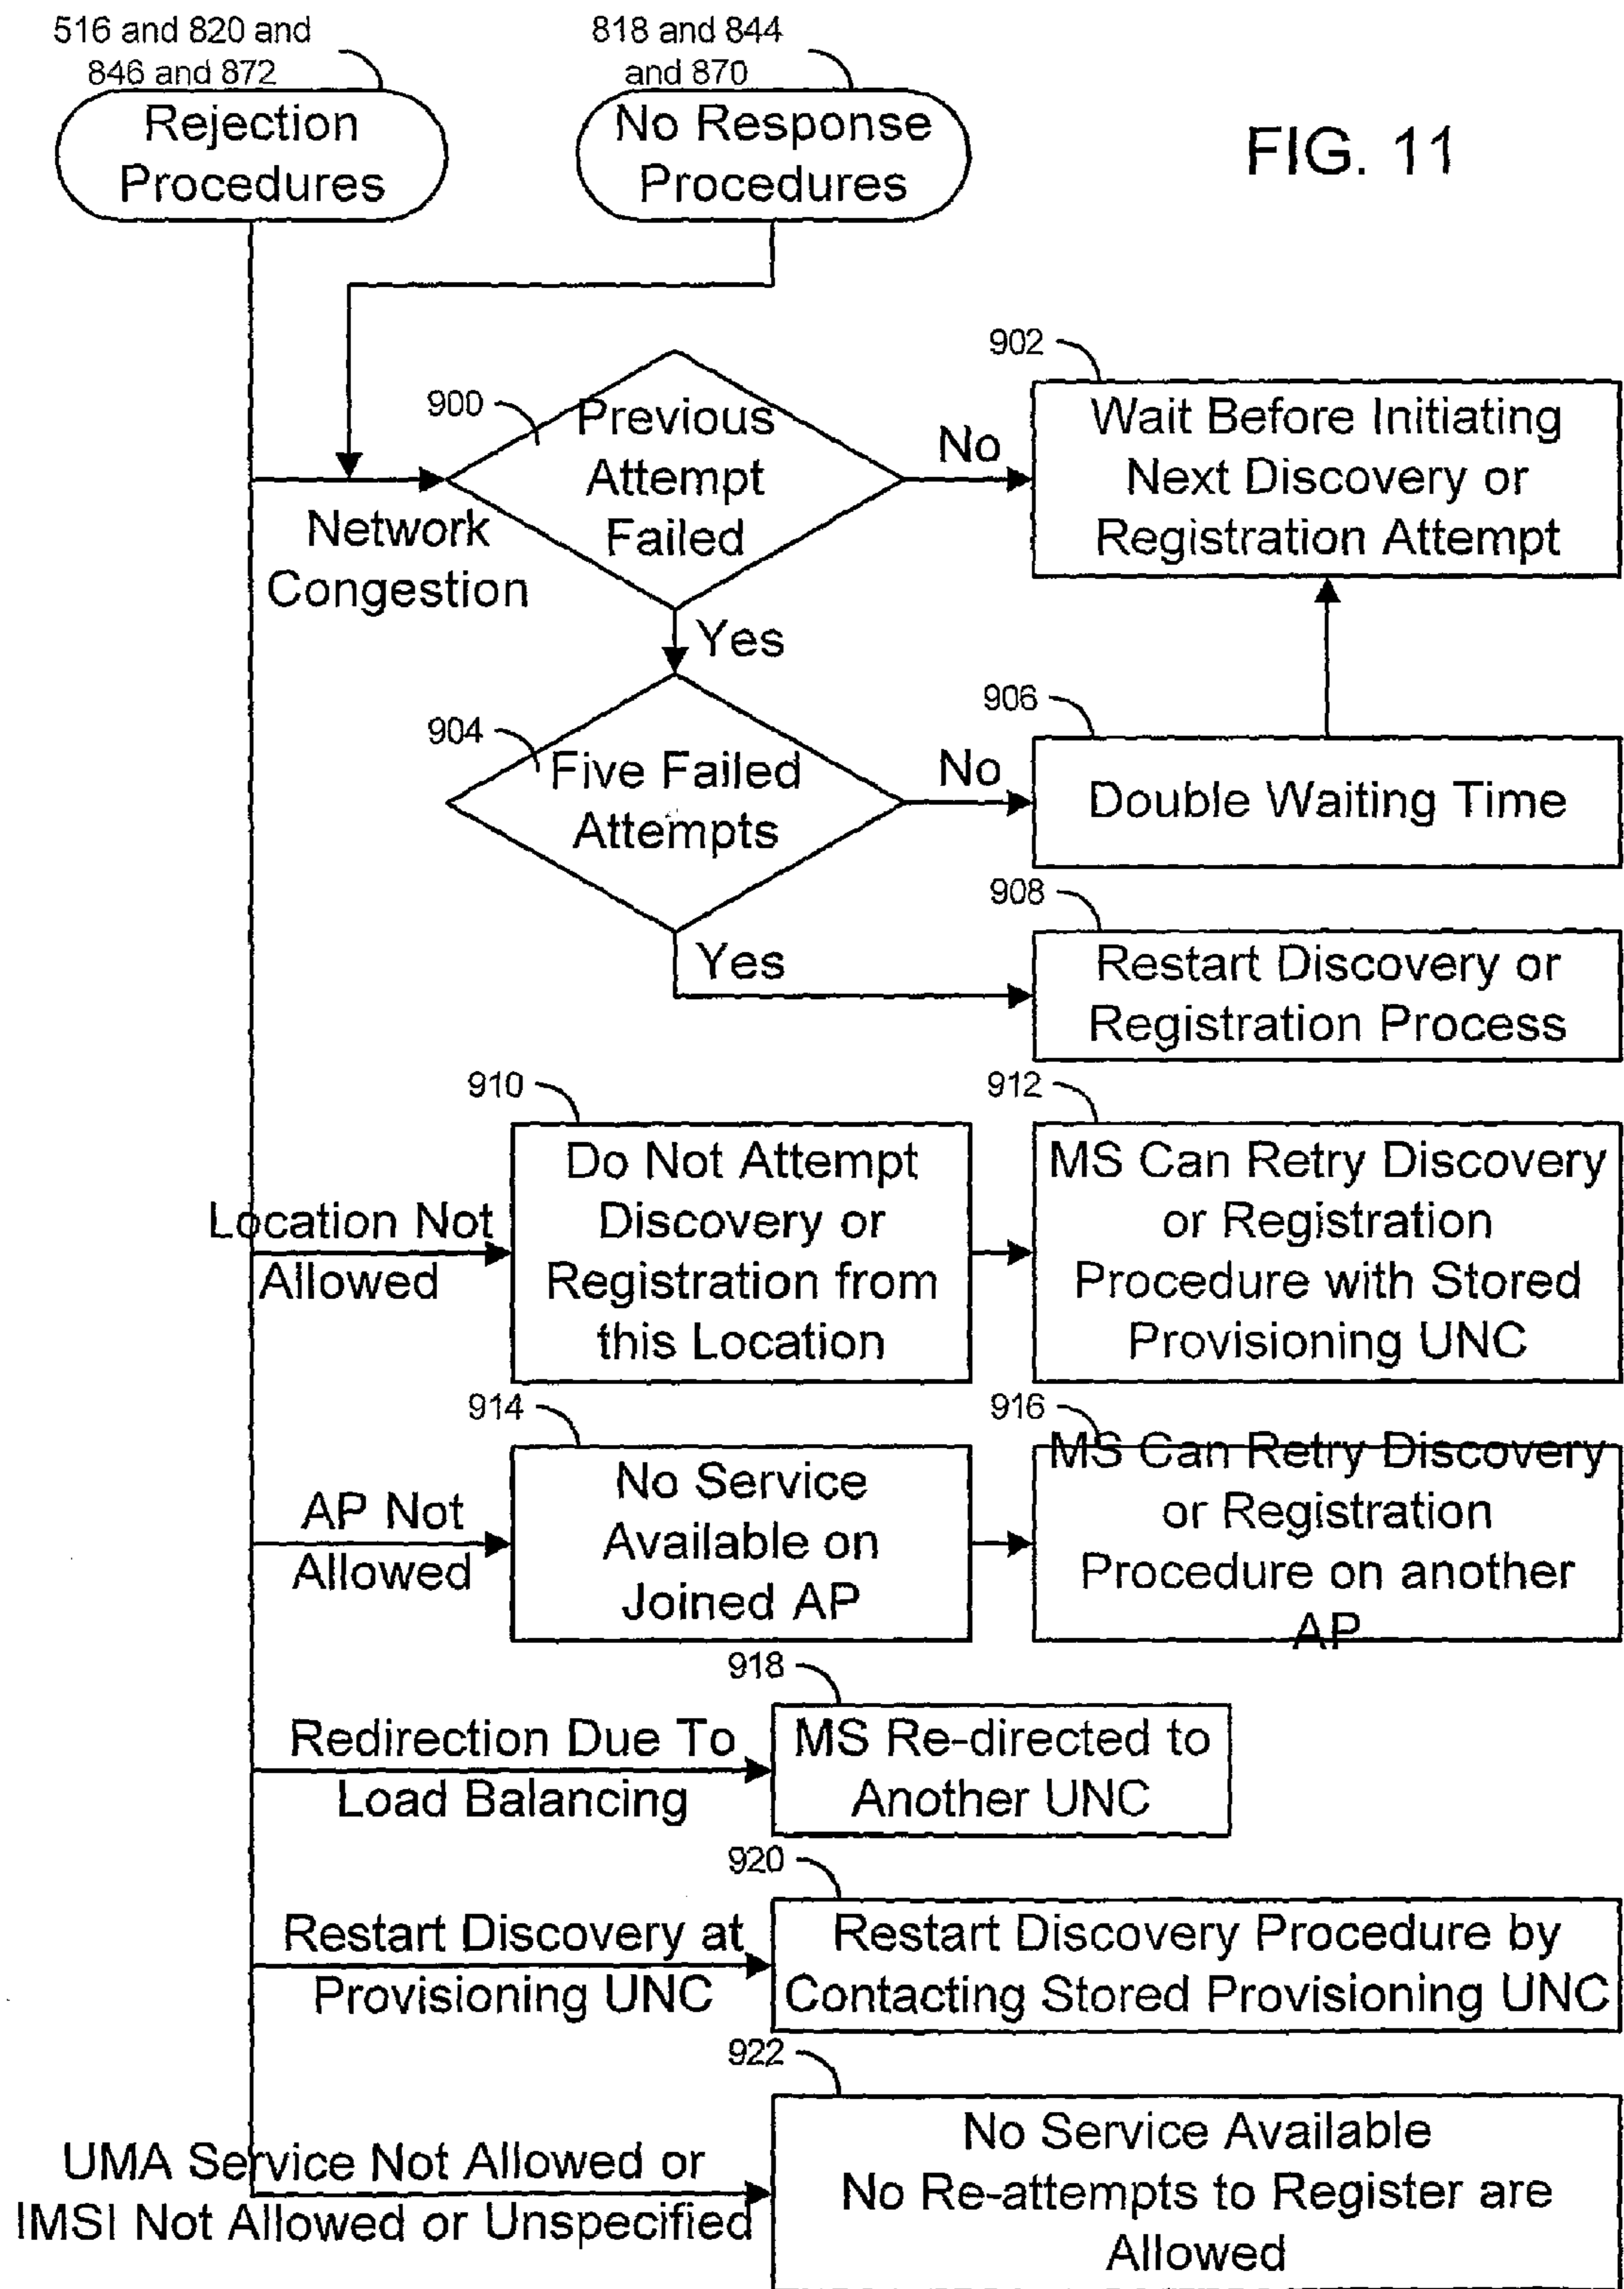 516 and 820 and
846 and 872
Rejection
Procedures
818 and 844
and 870
No Response
Procedures
FIG. 11
900
Previous
Attempt
Failed
No
902
Wait Before Initiating
Next Discovery or
Registration Attempt
Network
Congestion
Yes
904
Five Failed
Attempts
No
906
Double Waiting Time
Yes
908
Restart Discovery or
Registration Process
Location Not
Allowed
910
Do Not Attempt
Discovery or
Registration from
this Location
912
MS Can Retry Discovery
or Registration
Procedure with Stored
Provisioning UNC
AP Not
Allowed
914
No Service
Available on
Joined AP
916
MS Can Retry Discovery
or Registration
Procedure on another
AP
Redirection Due To
Load Balancing
918
MS Re-directed to
Another UNC
Restart Discovery at
Provisioning UNC
920
Restart Discovery Procedure by
Contacting Stored Provisioning UNC
UMA Service Not Allowed or
IMSI Not Allowed or Unspecified
922
No Service Available
No Re-attempts to Register are
Allowed